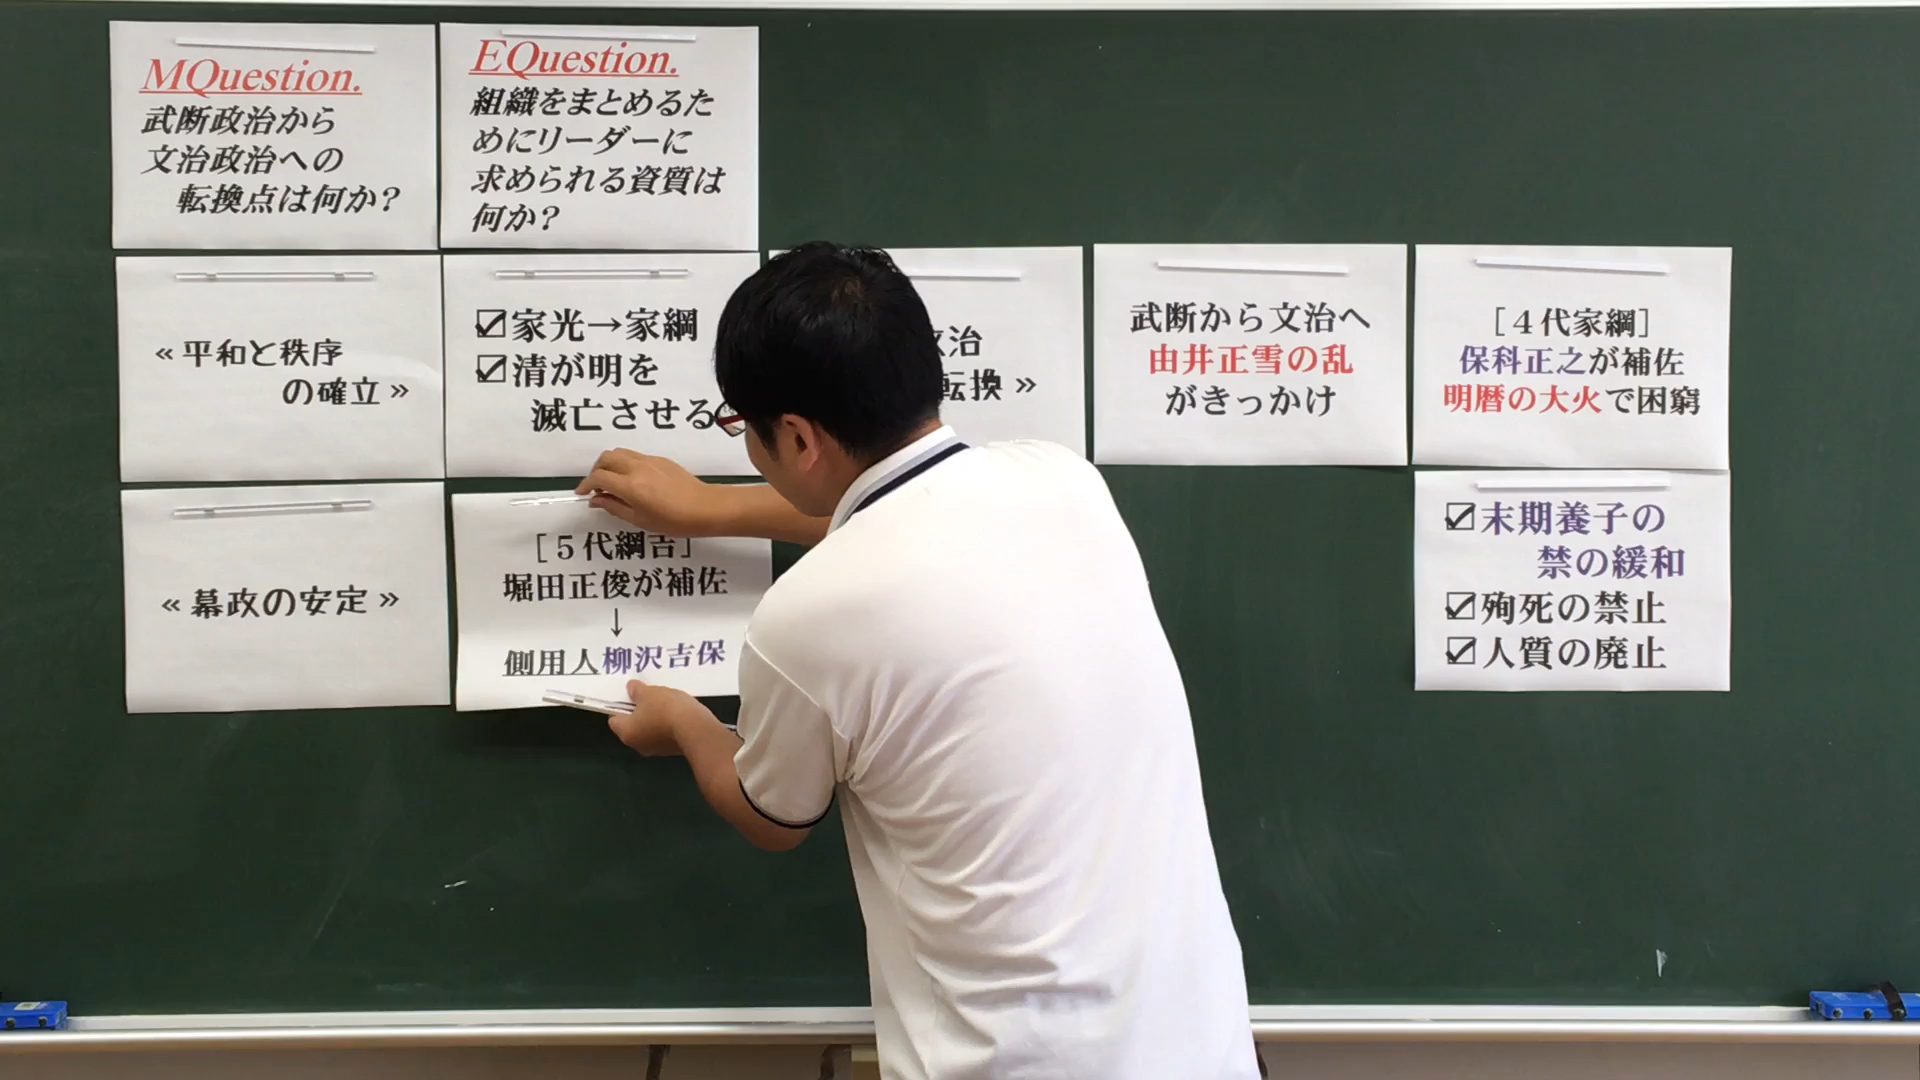 MQuestion.
武断政治から
文治政治への
転換点は何か?
EQuestion.
組織をまとめるた
めにリーダーに
求められる資質は
何か?
« 平和と秩序
の確立 »
☑家光→家綱
☑清が明を
滅亡させる
治
転換 »
武断から文治へ
由井正雪の乱
がきっかけ
[4代家綱]
保科正之が補佐
明暦の大火で困窮
« 幕政の安定 »
[5代綱吉]
堀田正俊が補佐
↓
側用人柳沢吉保
☑末期養子の
禁の緩和
☑殉死の禁止
☑人質の廃止